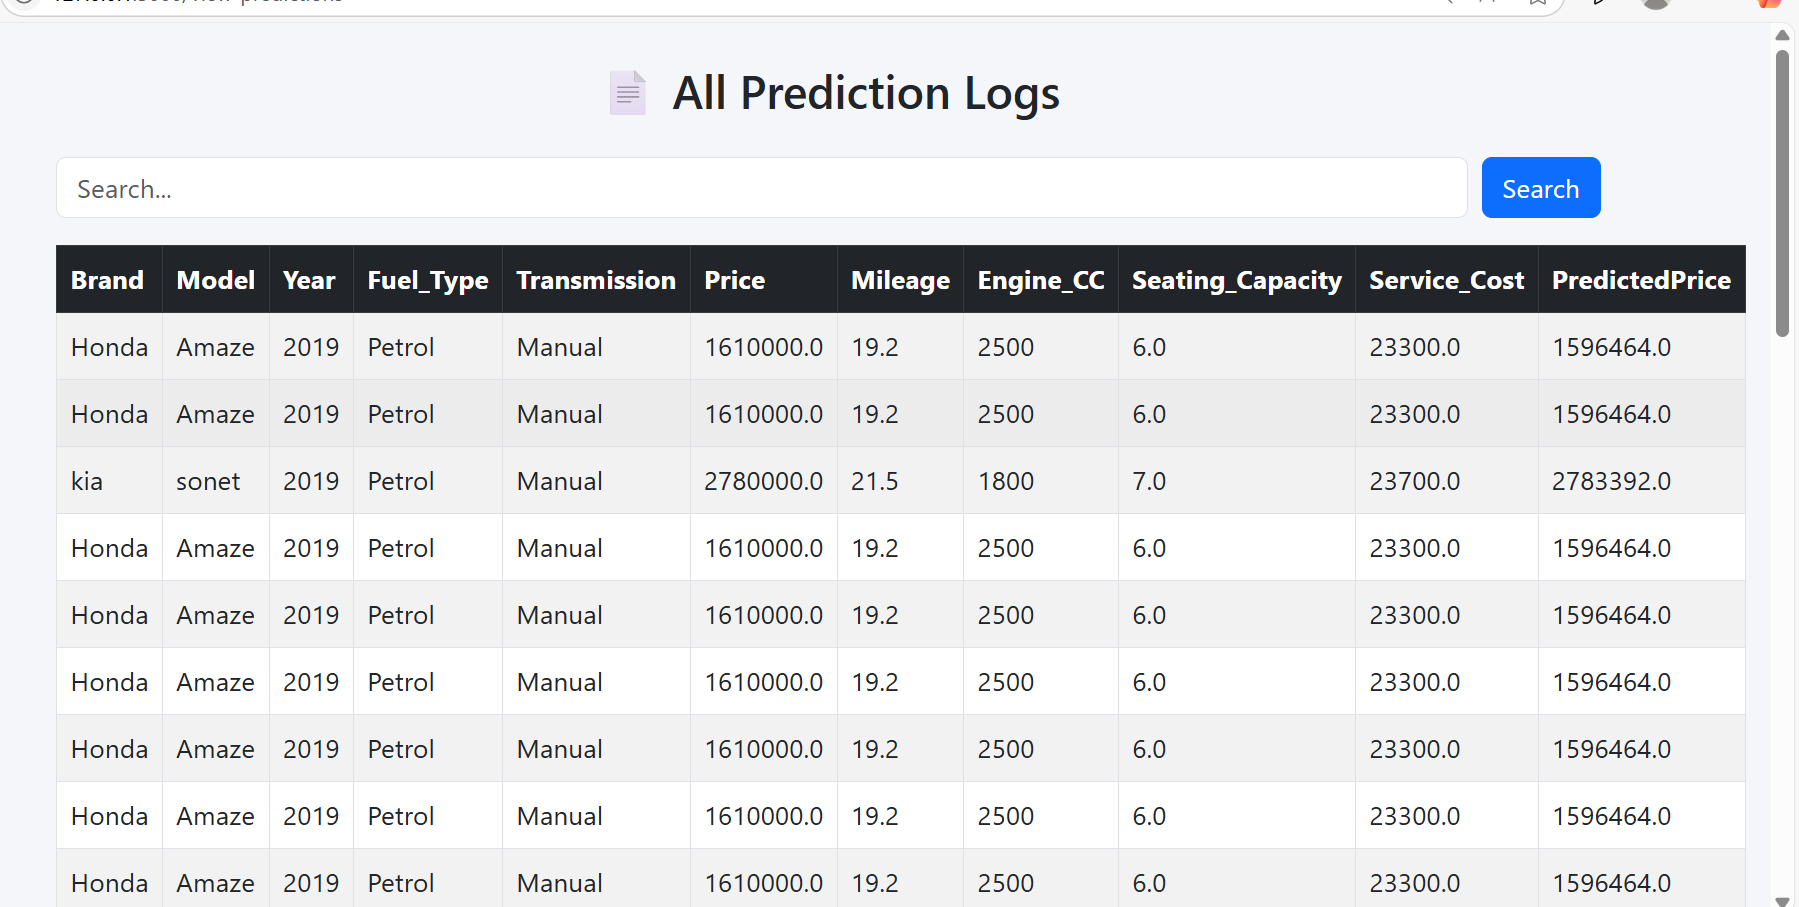 All Prediction Logs
Search...
Search
Brand Model Year Fuel_Type Transmission Price Mileage Engine_CC Seating_Capacity Service_Cost PredictedPrice
Honda Amaze 2019 Petrol Manual 1610000.0 19.2 2500 6.0 23300.0 1596464.0
Honda Amaze 2019 Petrol Manual 1610000.0 19.2 2500 6.0 23300.0 1596464.0
kia sonet 2019 Petrol Manual 2780000.0 21.5 1800 7.0 23700.0 2783392.0
Honda Amaze 2019 Petrol Manual 1610000.0 19.2 2500 6.0 23300.0 1596464.0
Honda Amaze 2019 Petrol Manual 1610000.0 19.2 2500 6.0 23300.0 1596464.0
Honda Amaze 2019 Petrol Manual 1610000.0 19.2 2500 6.0 23300.0 1596464.0
Honda Amaze 2019 Petrol Manual 1610000.0 19.2 2500 6.0 23300.0 1596464.0
Honda Amaze 2019 Petrol Manual 1610000.0 19.2 2500 6.0 23300.0 1596464.0
Honda Amaze 2019 Petrol Manual 1610000.0 19.2 2500 6.0 23300.0 1596464.0